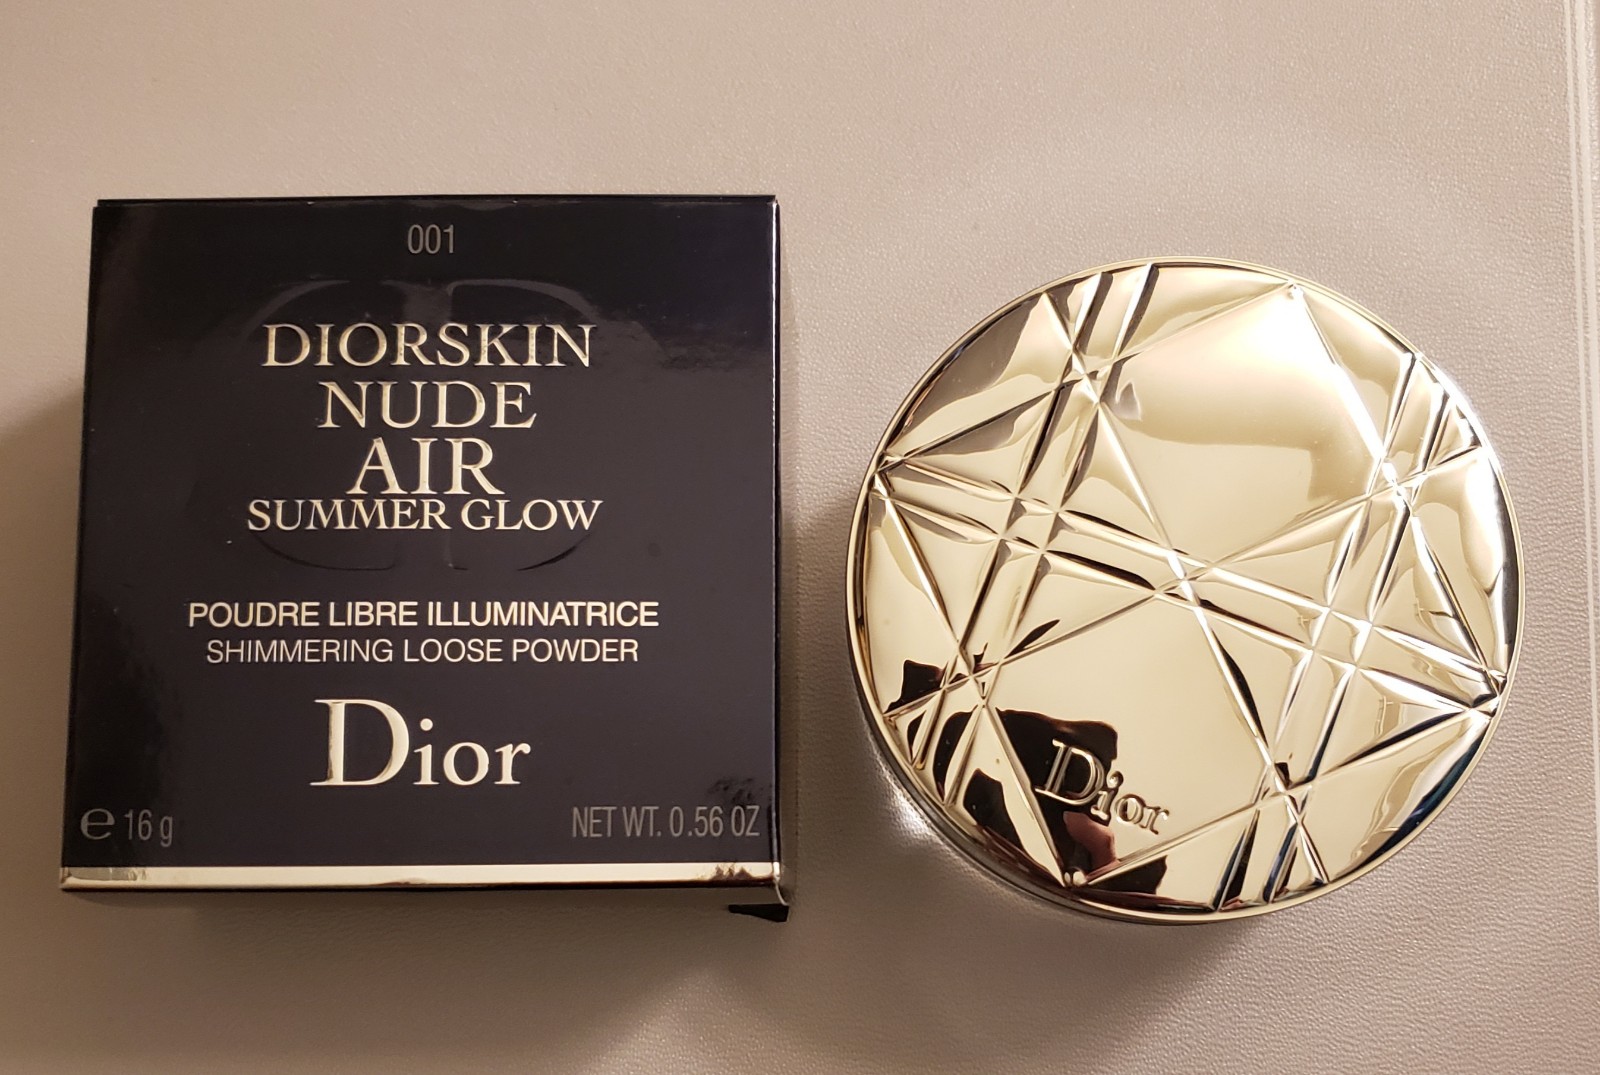 001
DIORSKIN
NUDE
AIR
SUMMER GLOW
POUDRE LIBRE ILLUMINATRICE
SHIMMERING LOOSE POWDER
Dior
℮ 16 g
NET WT. 0.56 OZ
Dior